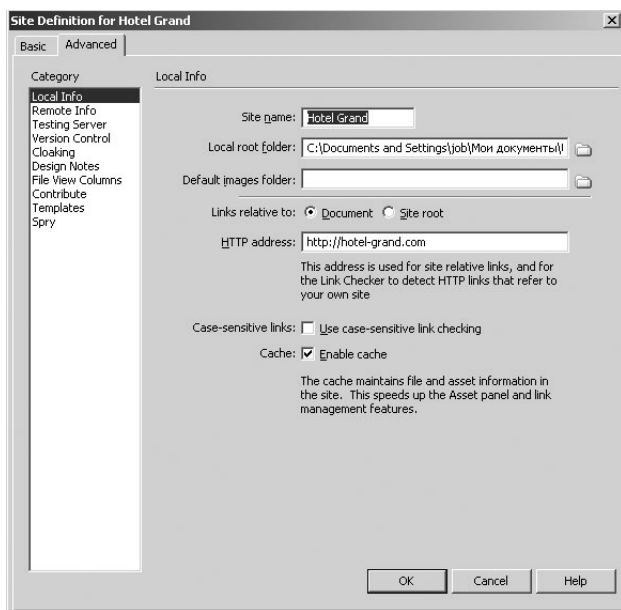 Site Definition for Hotel Grand
Basic Advanced
Category
Local Info
Remote Info
Testing Server
Version Control
Cloaking
Design Notes
File View Columns
Contribute
Templates
Spry
Local Info
Site name: Hotel Grand
Local root folder: C:\Documents and Settings\job\Мои документы\
Default images folder:
Links relative to: Document Site root
HTTP address: http://hotel-grand.com
This address is used for site relative links, and for
the Link Checker to detect HTTP links that refer to
your own site
Case-sensitive links: Use case-sensitive link checking
Cache: Enable cache
The cache maintains file and asset information in
the site. This speeds up the Asset panel and link
management features.
OK Cancel Help